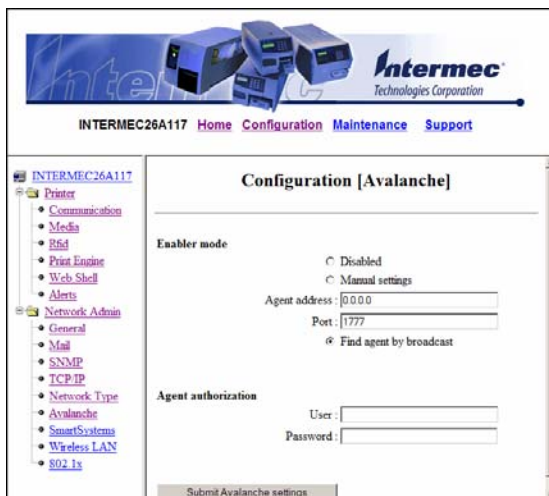 Intermec
Intermec®
Technologies Corporation
INTERMEC26A117 Home Configuration Maintenance Support
INTERMEC26A117
Printer
Communication
Media
Rfid
Print Engine
Web Shell
Alerts
Network Admin
General
Mail
SNMP
TCP/IP
Network Type
Avalanche
SmartSystems
Wireless LAN
802.1x
Configuration [Avalanche]
Enabler mode
Disabled
Manual settings
Agent address : 0.0.0.0
Port : 1777
Find agent by broadcast
Agent authorization
User :
Password :
Submit Avalanche settings